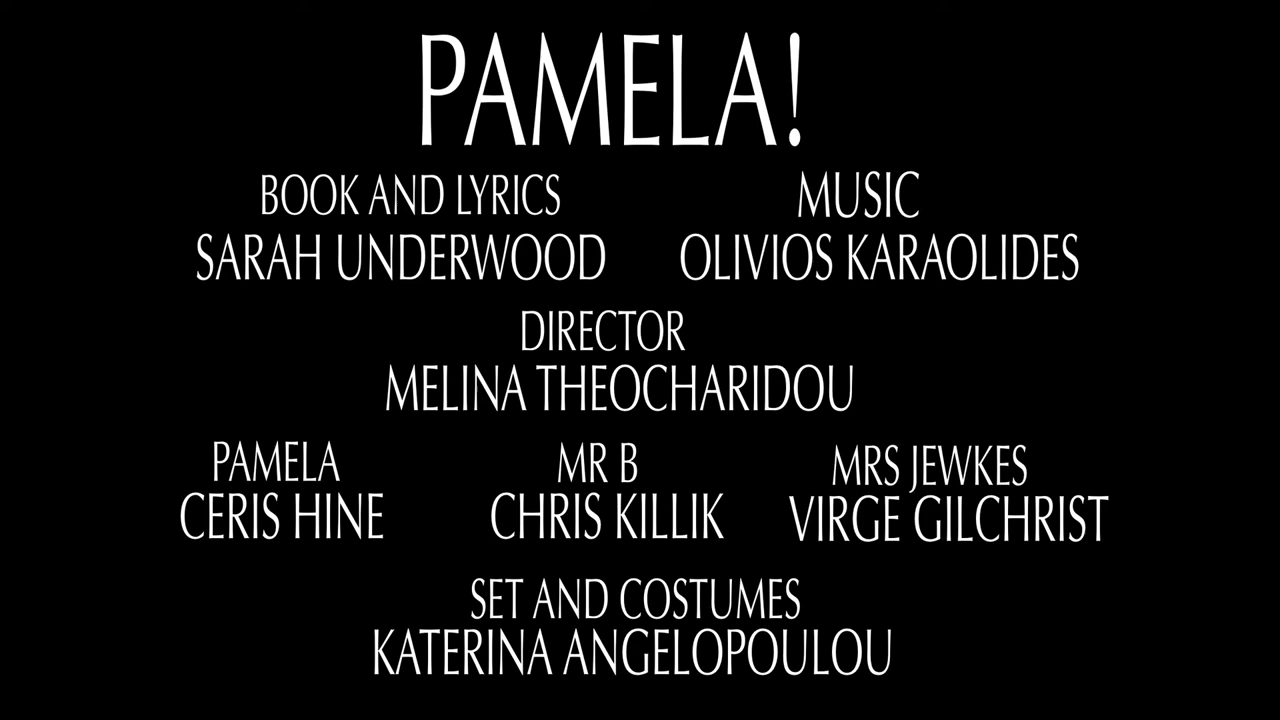 PAMELA!
BOOK AND LYRICS
SARAH UNDERWOOD
MUSIC
OLIVIOS KARAOLIDES
DIRECTOR
MELINA THEOCHARIDOU
PAMELA
CERIS HINE
MR B
CHRIS KILLIK
MRS JEWKES
VIRGE GILCHRIST
SET AND COSTUMES
KATERINA ANGELOPOULOU